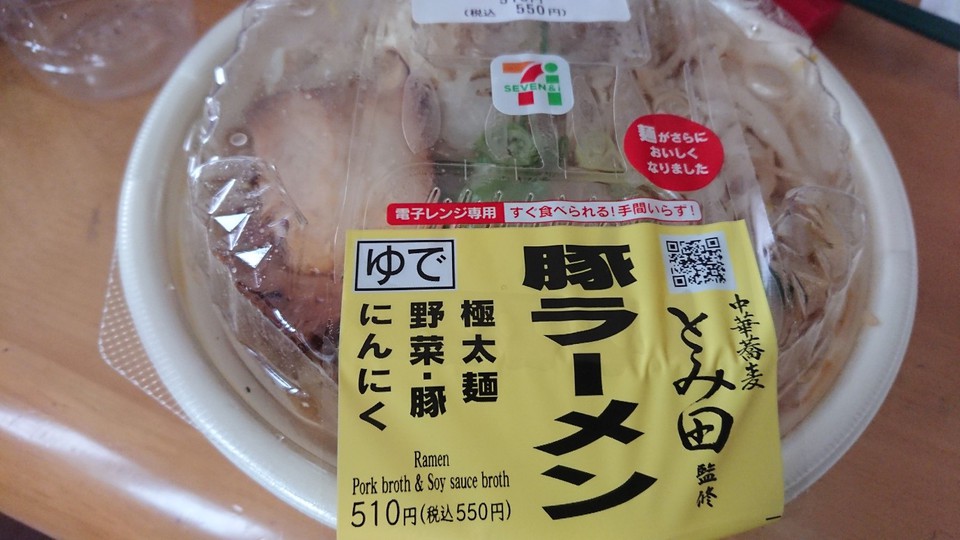 510円
(税込 550円)
SEVEN&i
麺がさらに
おいしく
なりました
電子レンジ専用 すぐ食べられる!手間いらず!
中華蕎麦
とみ田
監修
豚ラーメン
ゆで
極太麺
野菜・豚
にんにく
Ramen
Pork broth & Soy sauce broth
510円(税込550円)